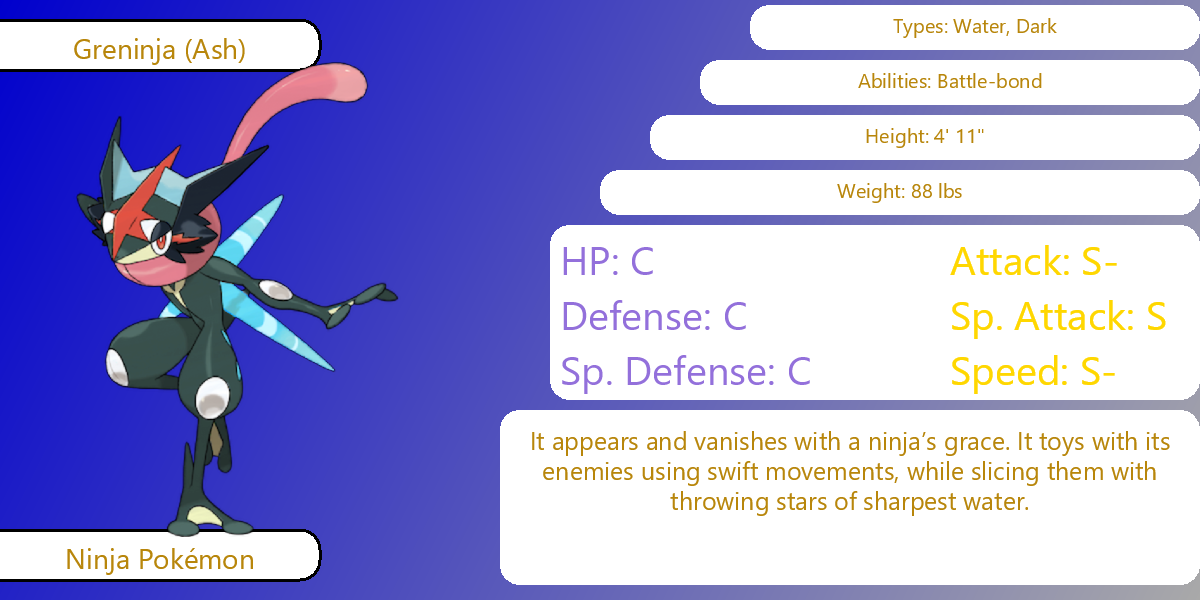 Greninja (Ash)
Types: Water, Dark
Abilities: Battle-bond
Height: 4' 11"
Weight: 88 lbs
HP: C
Attack: S-
Defense: C
Sp. Attack: S
Sp. Defense: C
Speed: S-
It appears and vanishes with a ninja’s grace. It toys with its
enemies using swift movements, while slicing them with
throwing stars of sharpest water.
Ninja Pokémon